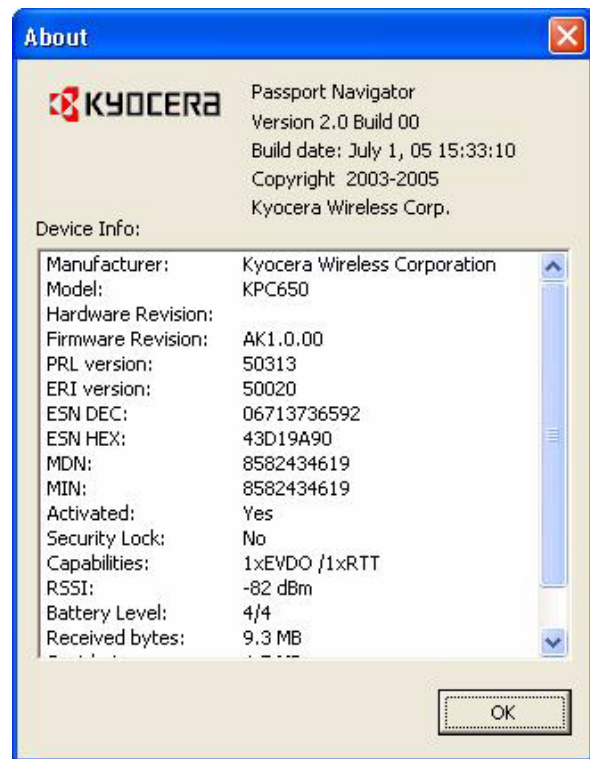 About
KYOCERA
Passport Navigator
Version 2.0 Build 00
Build date: July 1, 05 15:33:10
Copyright 2003-2005
Kyocera Wireless Corp.
Device Info:
Manufacturer: Kyocera Wireless Corporation
Model: KPC650
Hardware Revision:
Firmware Revision: AK1.0.00
PRL version: 50313
ERI version: 50020
ESN DEC: 06713736592
ESN HEX: 43D19A90
MDN: 8582434619
MIN: 8582434619
Activated: Yes
Security Lock: No
Capabilities: 1xEVDO /1xRTT
RSSI: -82 dBm
Battery Level: 4/4
Received bytes: 9.3 MB
OK